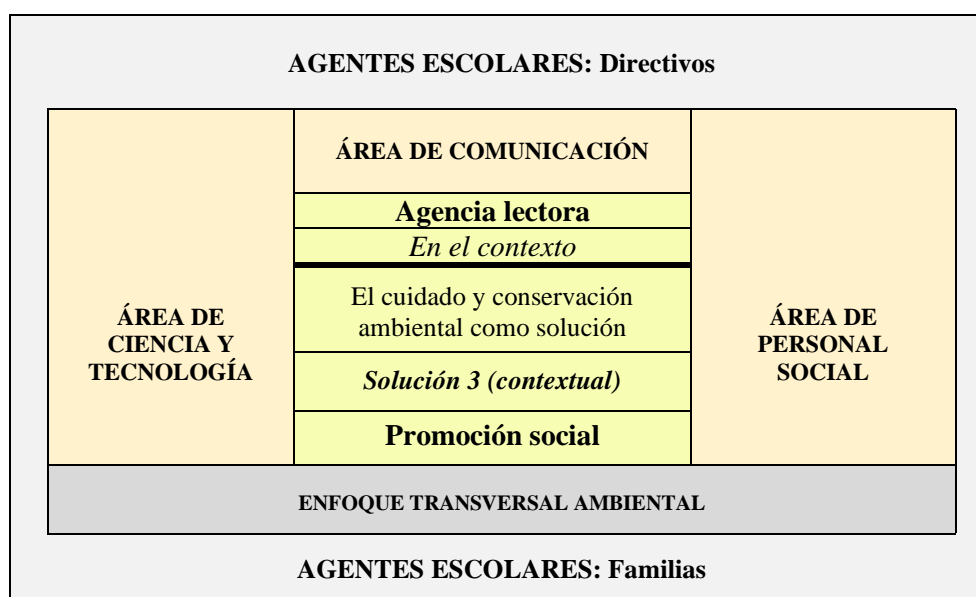 AGENTES ESCOLARES: Directivos
ÁREA DE COMUNICACIÓN
Agencia lectora
En el contexto
El cuidado y conservación
ambiental como solución
Solución 3 (contextual)
Promoción social
ÁREA DE
CIENCIA Y
TECNOLOGÍA
ÁREA DE
PERSONAL
SOCIAL
ENFOQUE TRANSVERSAL AMBIENTAL
AGENTES ESCOLARES: Familias